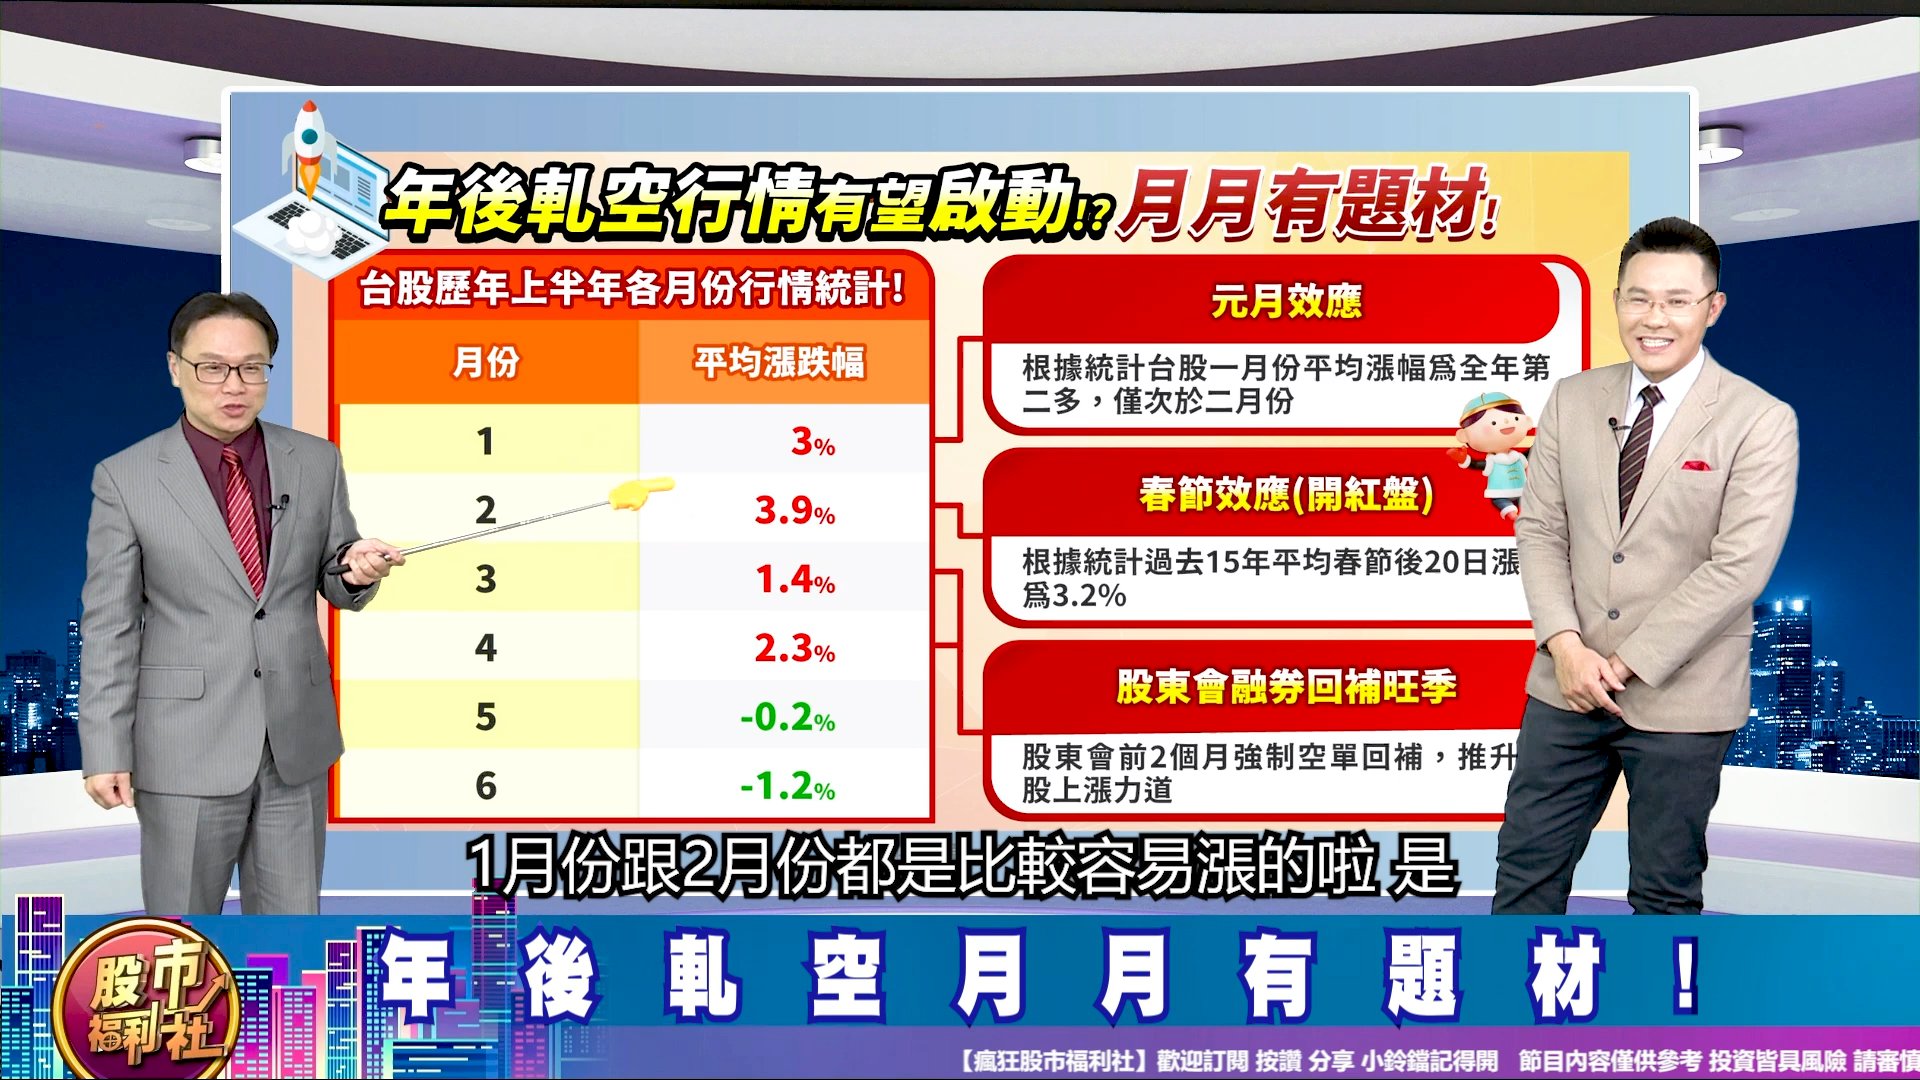 年後軋空行情有望啟動!?月月有題材!
台股歷年上半年各月份行情統計!
月份 平均漲跌幅
1 3%
2 3.9%
3 1.4%
4 2.3%
5 -0.2%
6 -1.2%
元月效應
根據統計台股一月份平均漲幅為全年第
二多，僅次於二月份
春節效應(開紅盤)
根據統計過去15年平均春節後20日漲
為3.2%
股東會融券回補旺季
股東會前2個月強制空單回補，推升
股上漲力道
1月份跟2月份都是比較容易漲的啦 是
年後軋空月月有題材!
股市
福利社
【瘋狂股市福利社】歡迎訂閱 按讚 分享 小鈴鐺記得開 節目內容僅供參考 投資皆具風險 請審慎